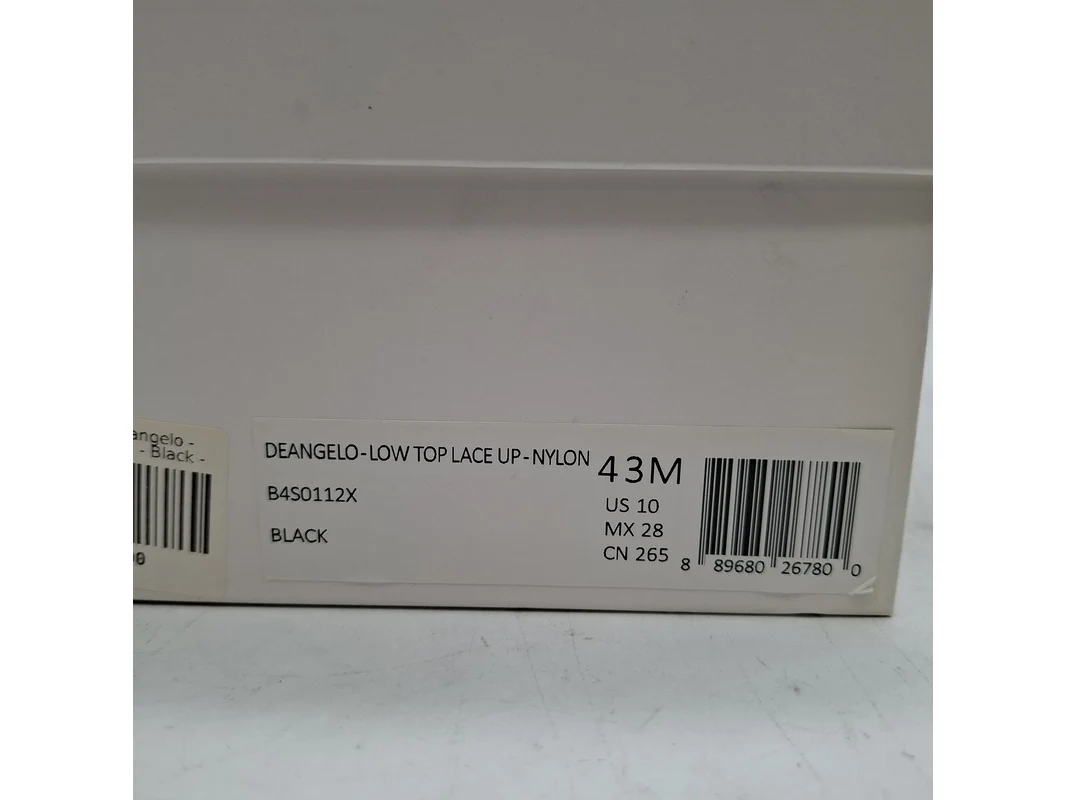 angelo -
- Black -
00
DEANGELO-LOW TOP LACE UP-NYLON
B4S0112X
BLACK
43M
US 10
MX 28
CN 265
8 89680 26780 0